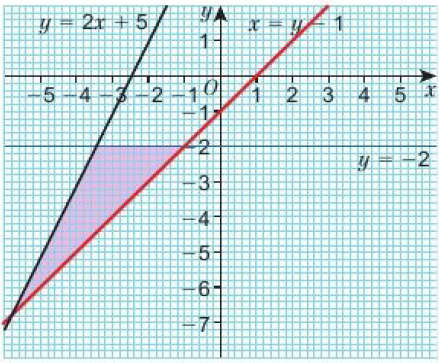 y = 2x + 5
y
x = y − 1
1
−5 −4 −3 −2 −1 O 1 2 3 4 5 x
−1
−2
y = −2
−3
−4
−5
−6
−7